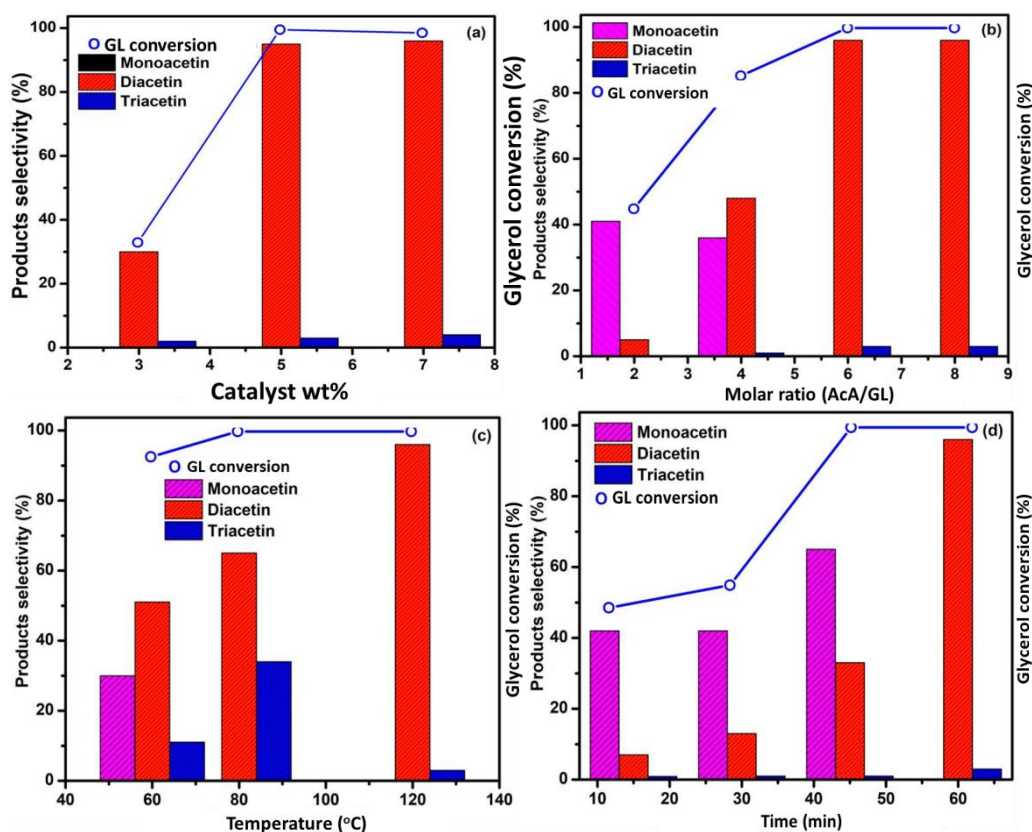 (a)
GL conversion
Monoacetin
Diacetin
Triacetin
Products selectivity (%)
100
80
60
40
20
0
2 3 4 5 6 7 8
Catalyst wt%
Glycerol conversion (%)
(b)
Monoacetin
Diacetin
Triacetin
GL conversion
Products selectivity (%)
100
80
60
40
20
0
1 2 3 4 5 6 7 8 9
Molar ratio (AcA/GL)
Glycerol conversion (%)
(c)
GL conversion
Monoacetin
Diacetin
Triacetin
Products selectivity (%)
100
80
60
40
20
0
40 60 80 100 120 140
Temperature (°C)
Glycerol conversion (%)
(d)
Monoacetin
Diacetin
Triacetin
GL conversion
Products selectivity (%)
100
80
60
40
20
0
10 20 30 40 50 60
Time (min)
Glycerol conversion (%)